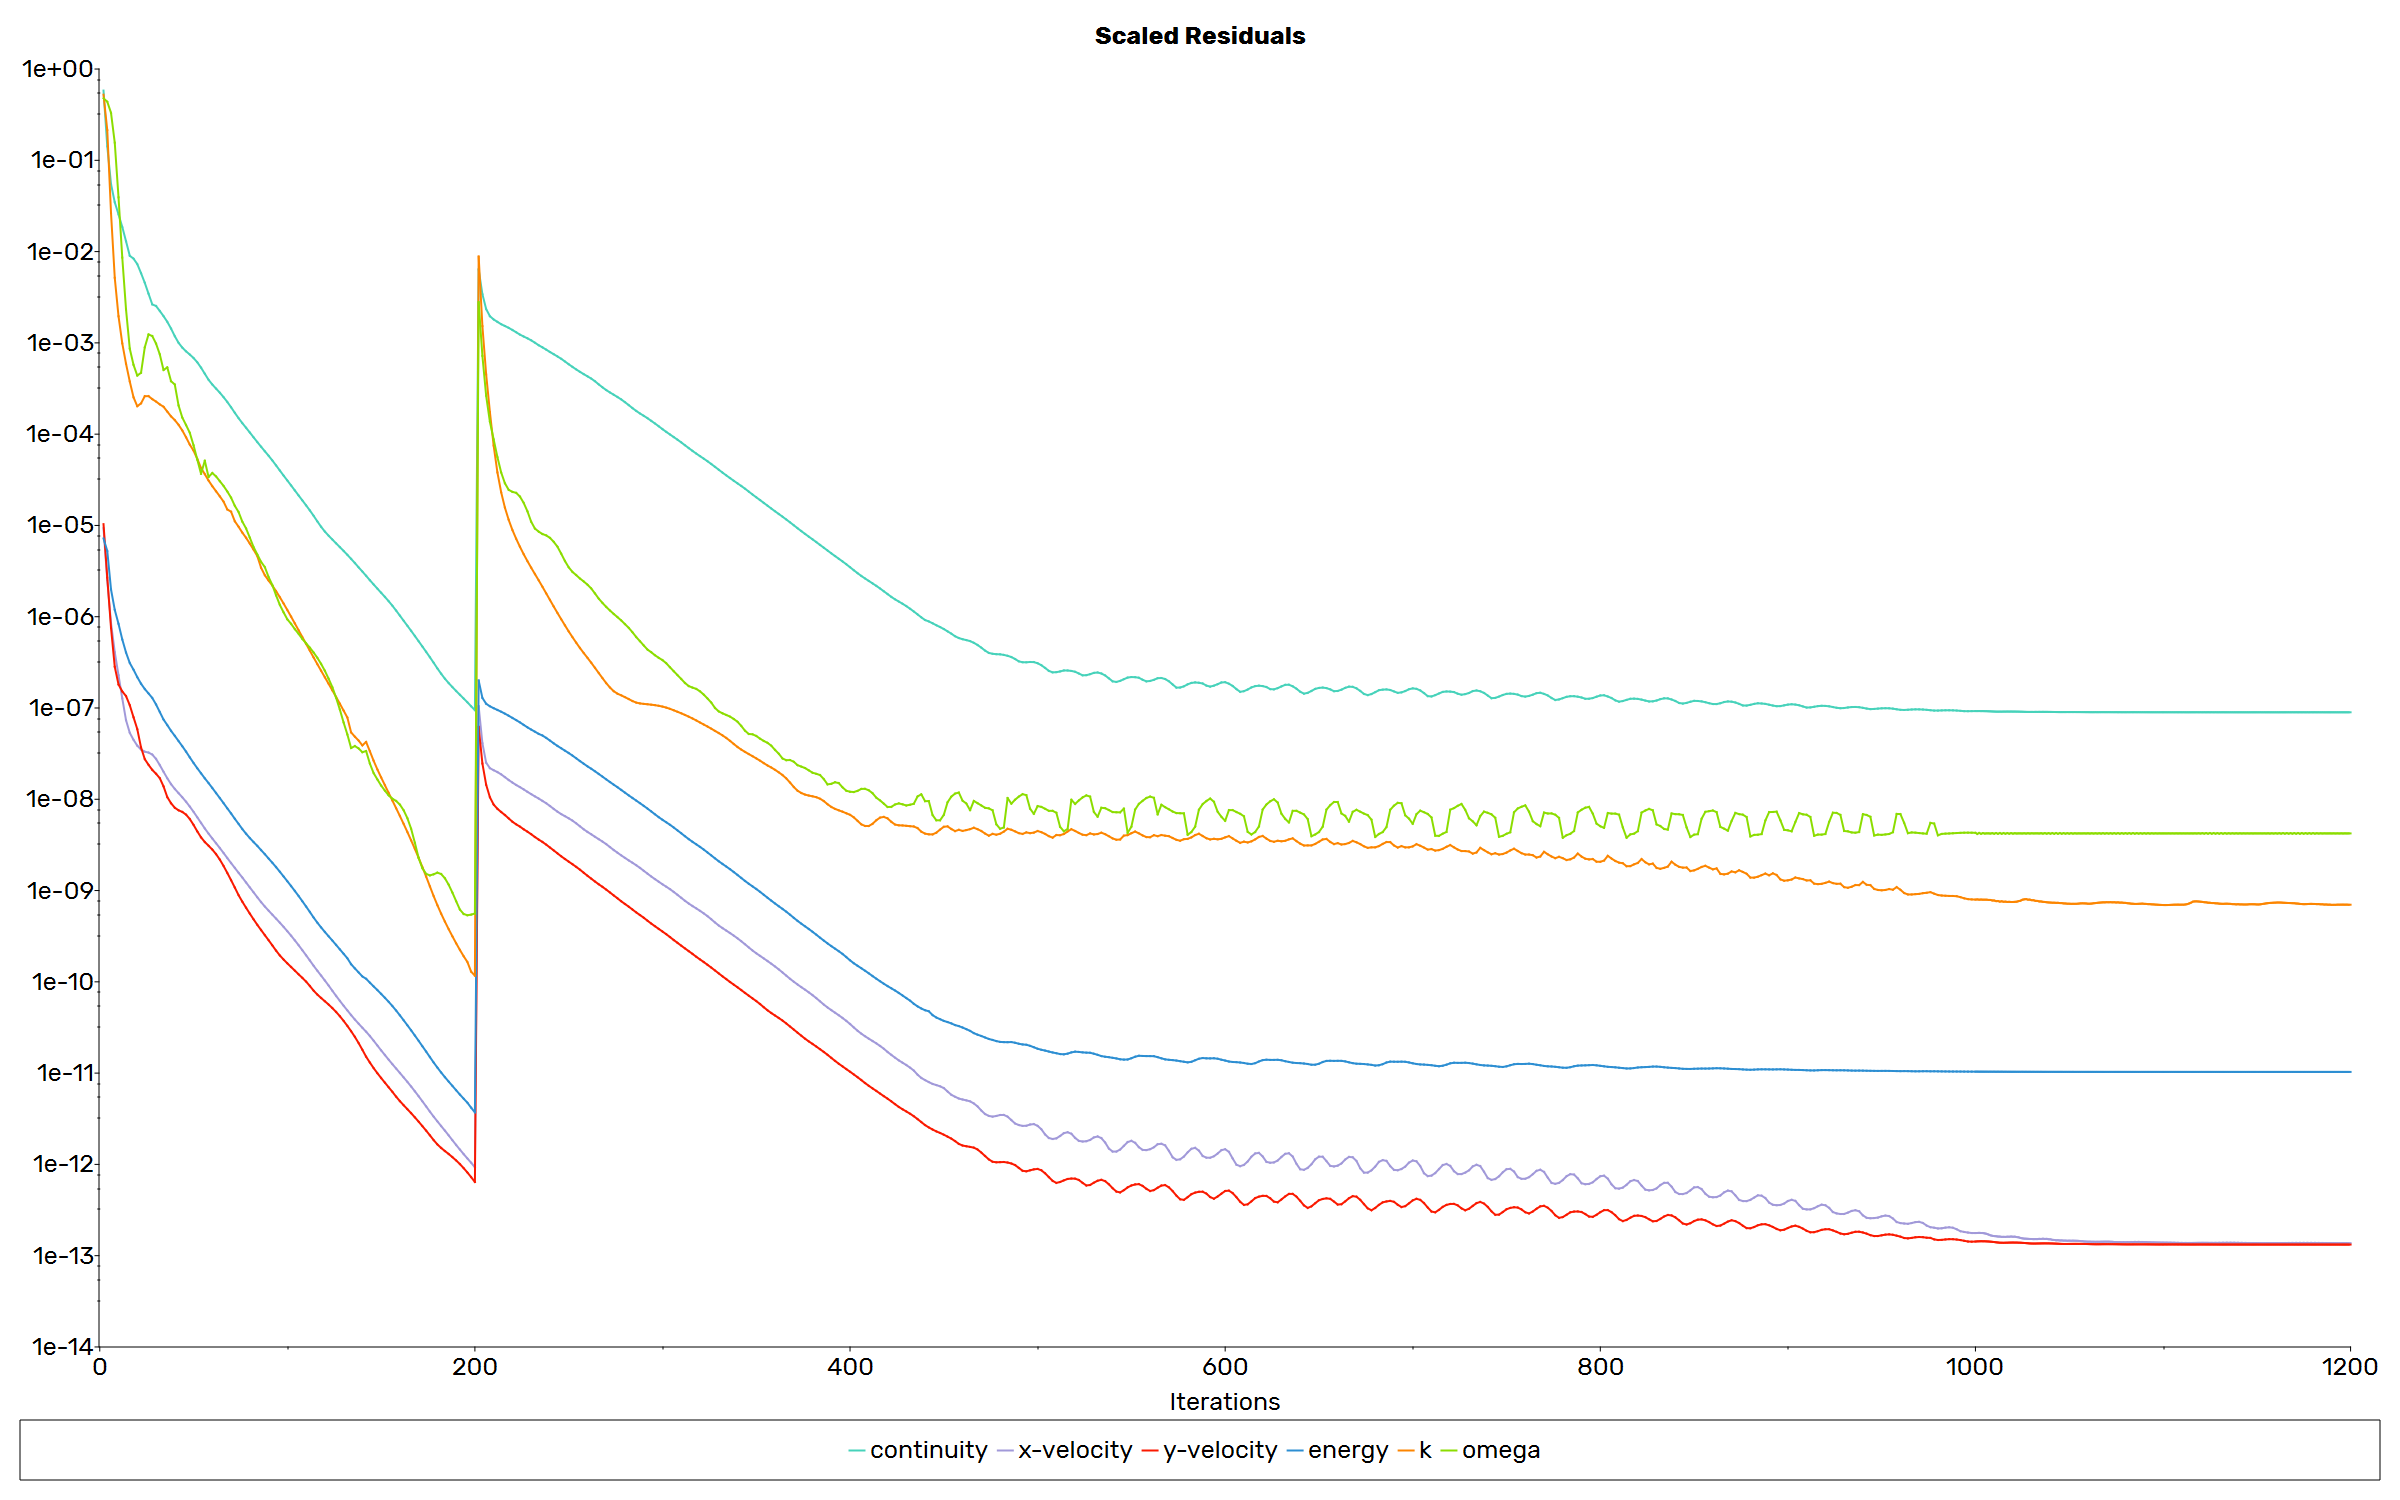 Scaled Residuals
1e+00
1e-01
1e-02
1e-03
1e-04
1e-05
1e-06
1e-07
1e-08
1e-09
1e-10
1e-11
1e-12
1e-13
1e-14
0 200 400 600 800 1000 1200
Iterations
continuity x-velocity y-velocity energy k omega